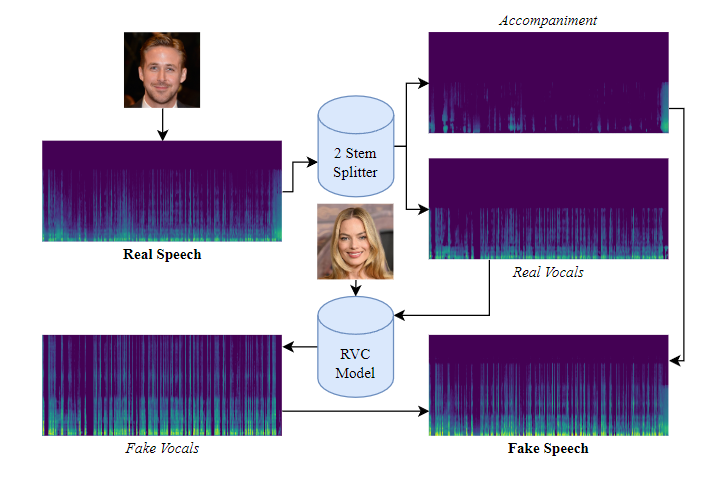 Accompaniment
2 Stem
Splitter
Real Speech
Real Vocals
RVC
Model
Fake Vocals
Fake Speech